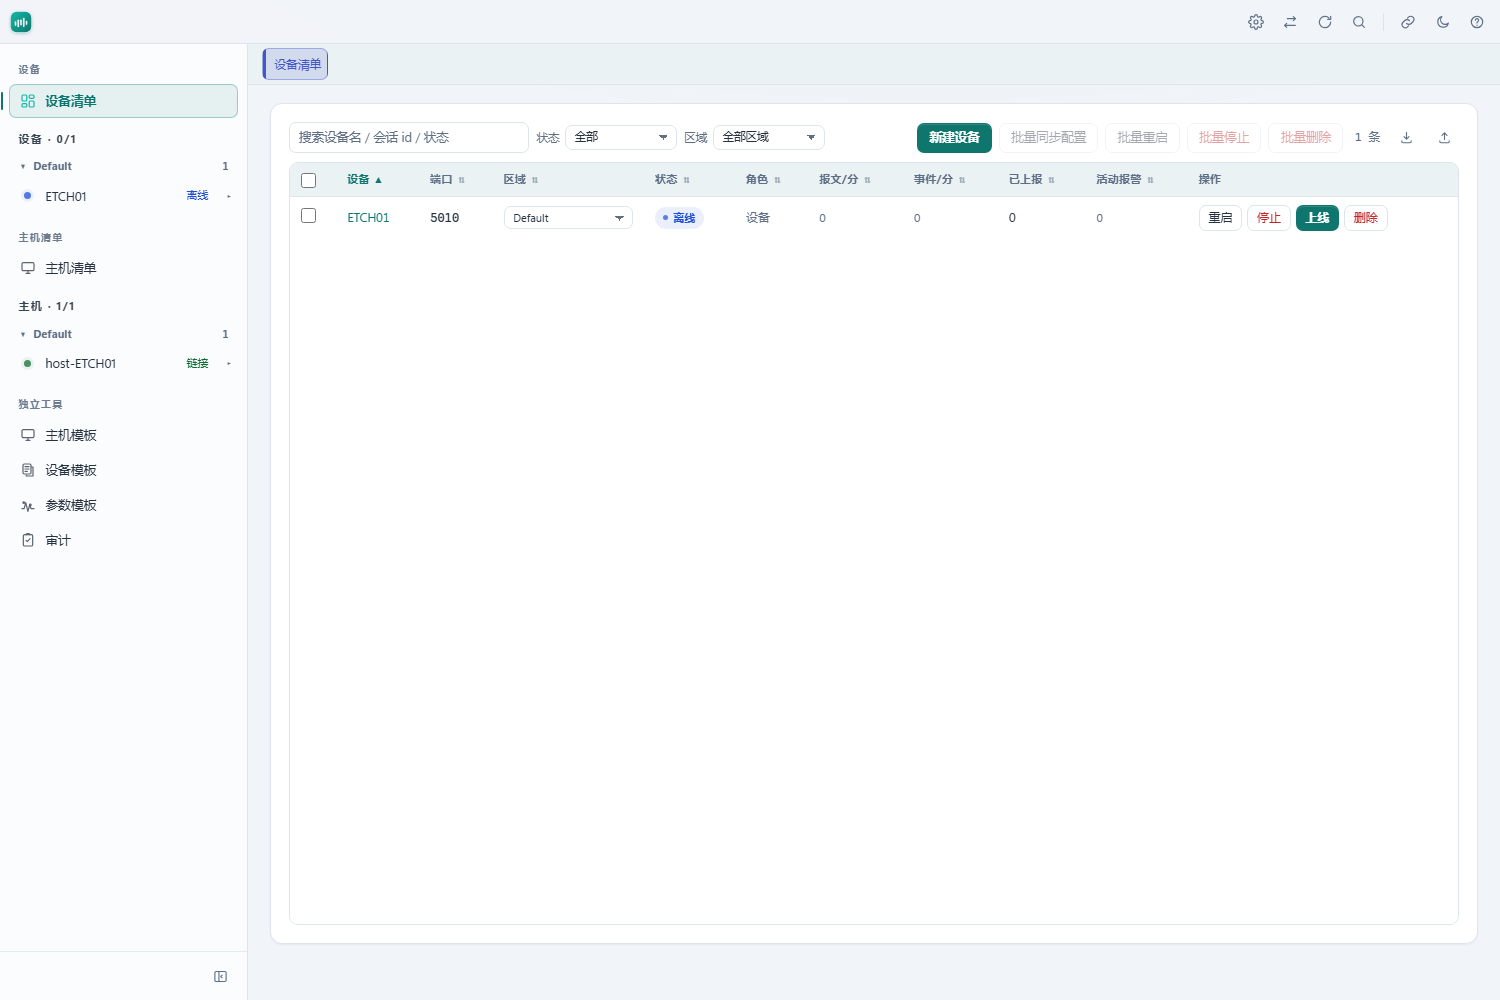 设备
设备清单
设备 · 0/1
Default 1
ETCH01 离线
主机清单
主机清单
主机 · 1/1
Default 1
host-ETCH01 链接
独立工具
主机模板
设备模板
参数模板
审计
设备清单
搜索设备名 / 会话 id / 状态 状态 全部 区域 全部区域 新建设备 批量同步配置 批量重启 批量停止 批量删除 1 条
设备 ▲ 端口 区域 状态 角色 报文/分 事件/分 已上报 活动报警 操作
ETCH01 5010 Default 离线 设备 0 0 0 0 重启 停止 上线 删除